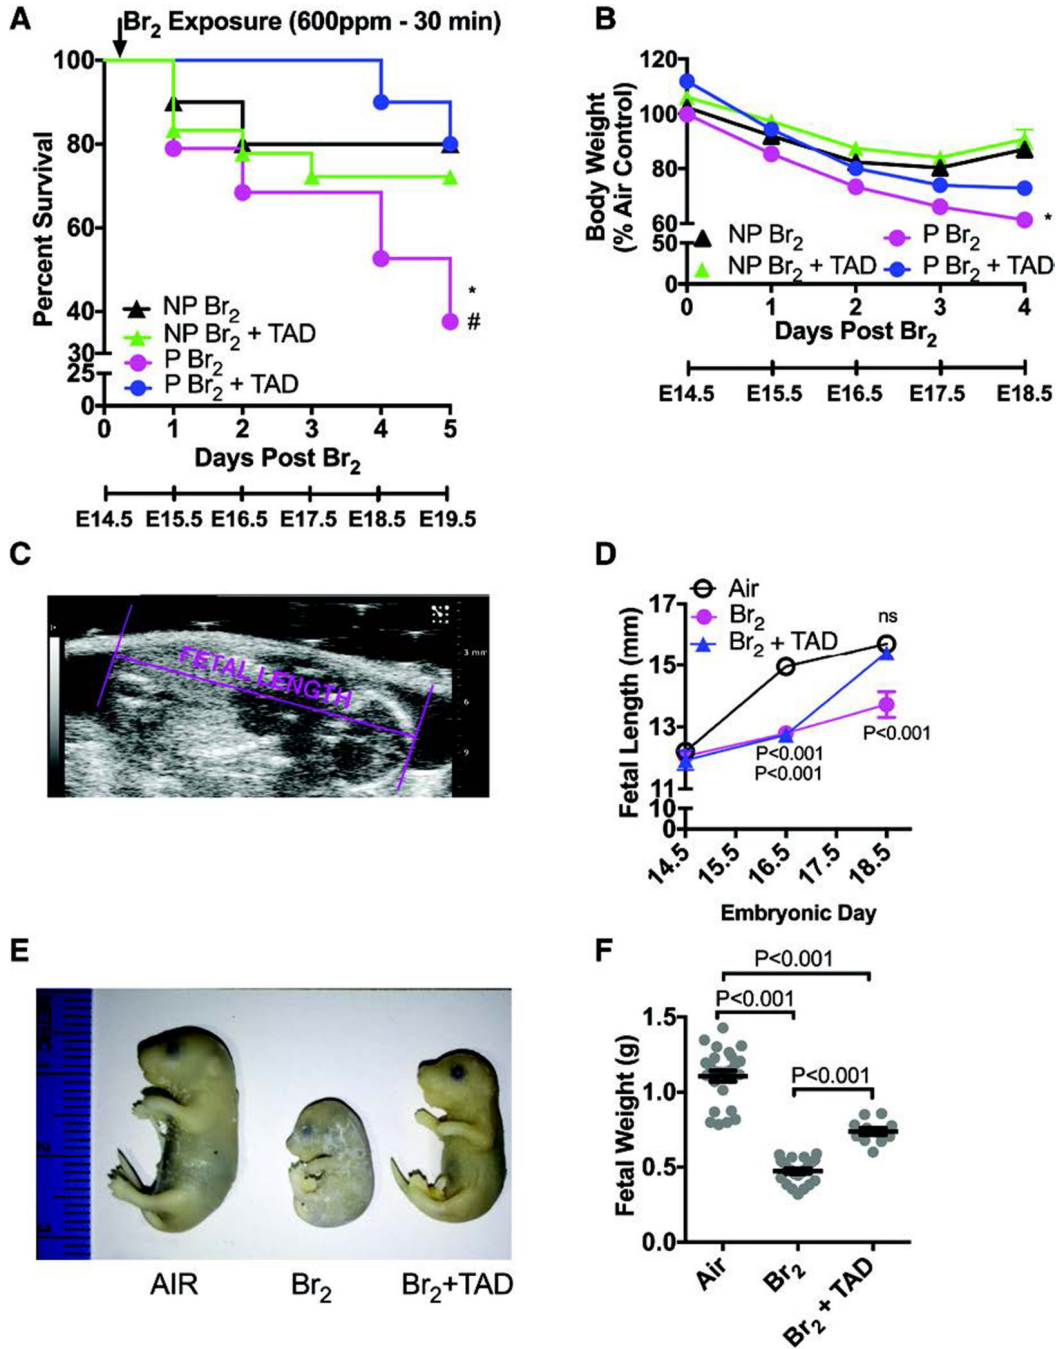 A
Br2 Exposure (600ppm - 30 min)
Percent Survival
100
80
60
40
30
25
0
NP Br2
NP Br2 + TAD
P Br2
P Br2 + TAD
*
#
0 1 2 3 4 5
Days Post Br2
E14.5 E15.5 E16.5 E17.5 E18.5 E19.5
B
Body Weight
(% Air Control)
120
100
80
60
50
0
*
NP Br2 P Br2
NP Br2 + TAD P Br2 + TAD
0 1 2 3 4
Days Post Br2
E14.5 E15.5 E16.5 E17.5 E18.5
C
FETAL LENGTH
3 mm
6
9
D
Fetal Length (mm)
Air
Br2
Br2 + TAD
17
15
13
11
10
0
ns
P<0.001
P<0.001
P<0.001
14.5 15.5 16.5 17.5 18.5
Embryonic Day
E
AIR Br2 Br2+TAD
F
P<0.001
P<0.001
P<0.001
Fetal Weight (g)
1.5
1.0
0.5
0.0
Air Br2 Br2 + TAD